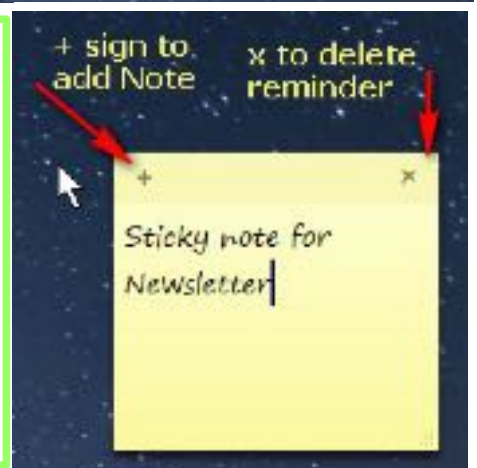 + sign to
add Note
x to delete
reminder
+ ×
Sticky note for
Newsletter